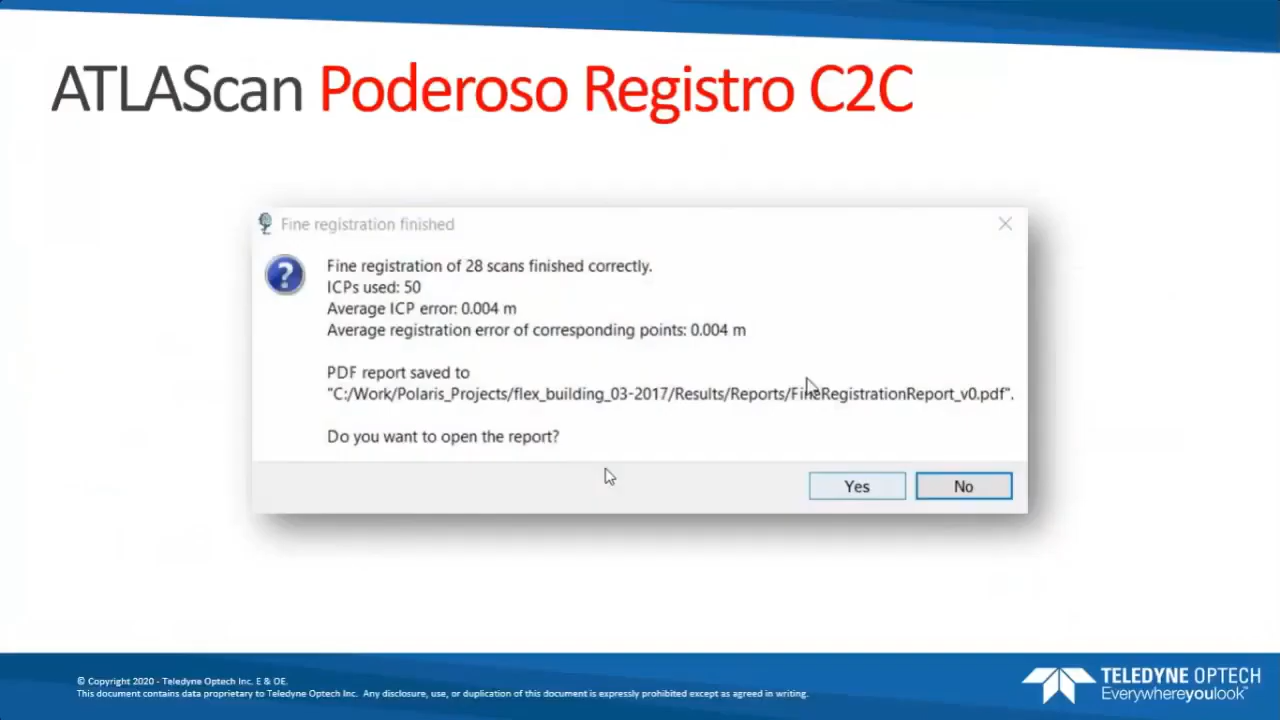 ATLAScan Poderoso Registro C2C
Fine registration finished
Fine registration of 28 scans finished correctly.
ICPs used: 50
Average ICP error: 0.004 m
Average registration error of corresponding points: 0.004 m
PDF report saved to
"C:/Work/Polaris_Projects/flex_building_03-2017/Results/Reports/FineRegistrationReport_v0.pdf".
Do you want to open the report?
Yes
No
© Copyright 2020 - Teledyne Optech Inc. E & OE.
This document contains data proprietary to Teledyne Optech Inc. Any disclosure, use, or duplication of this document is expressly prohibited except as agreed in writing.
TELEDYNE OPTECH
Everywhereyoulook™